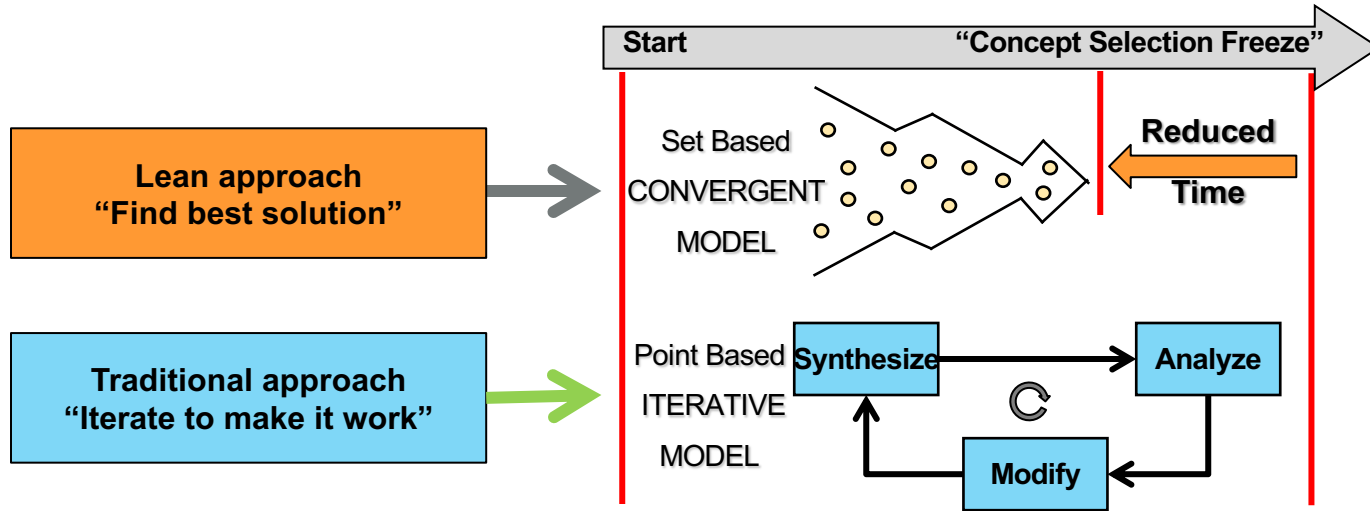 Start
“Concept Selection Freeze”
Lean approach
“Find best solution”
Set Based
CONVERGENT
MODEL
Reduced
Time
Traditional approach
“Iterate to make it work”
Point Based
ITERATIVE
MODEL
Synthesize
Analyze
Modify